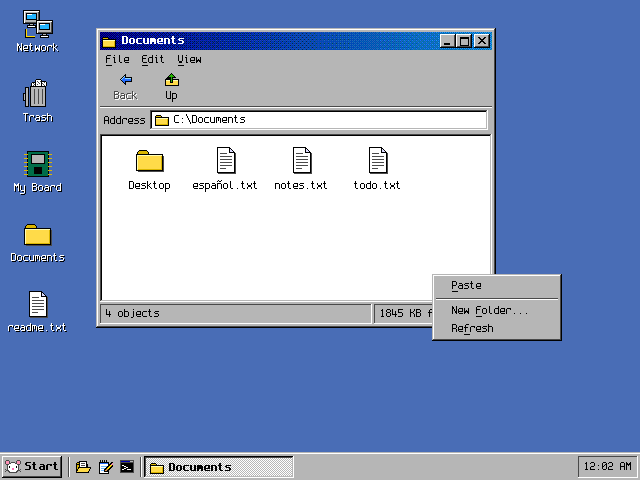 Network
Trash
My Board
Documents
readme.txt
Documents
File Edit View
Back Up
Address C:\Documents
Desktop español.txt notes.txt todo.txt
4 objects
1845 KB
Paste
New Folder...
Refresh
Start
Documents
12:02 AM